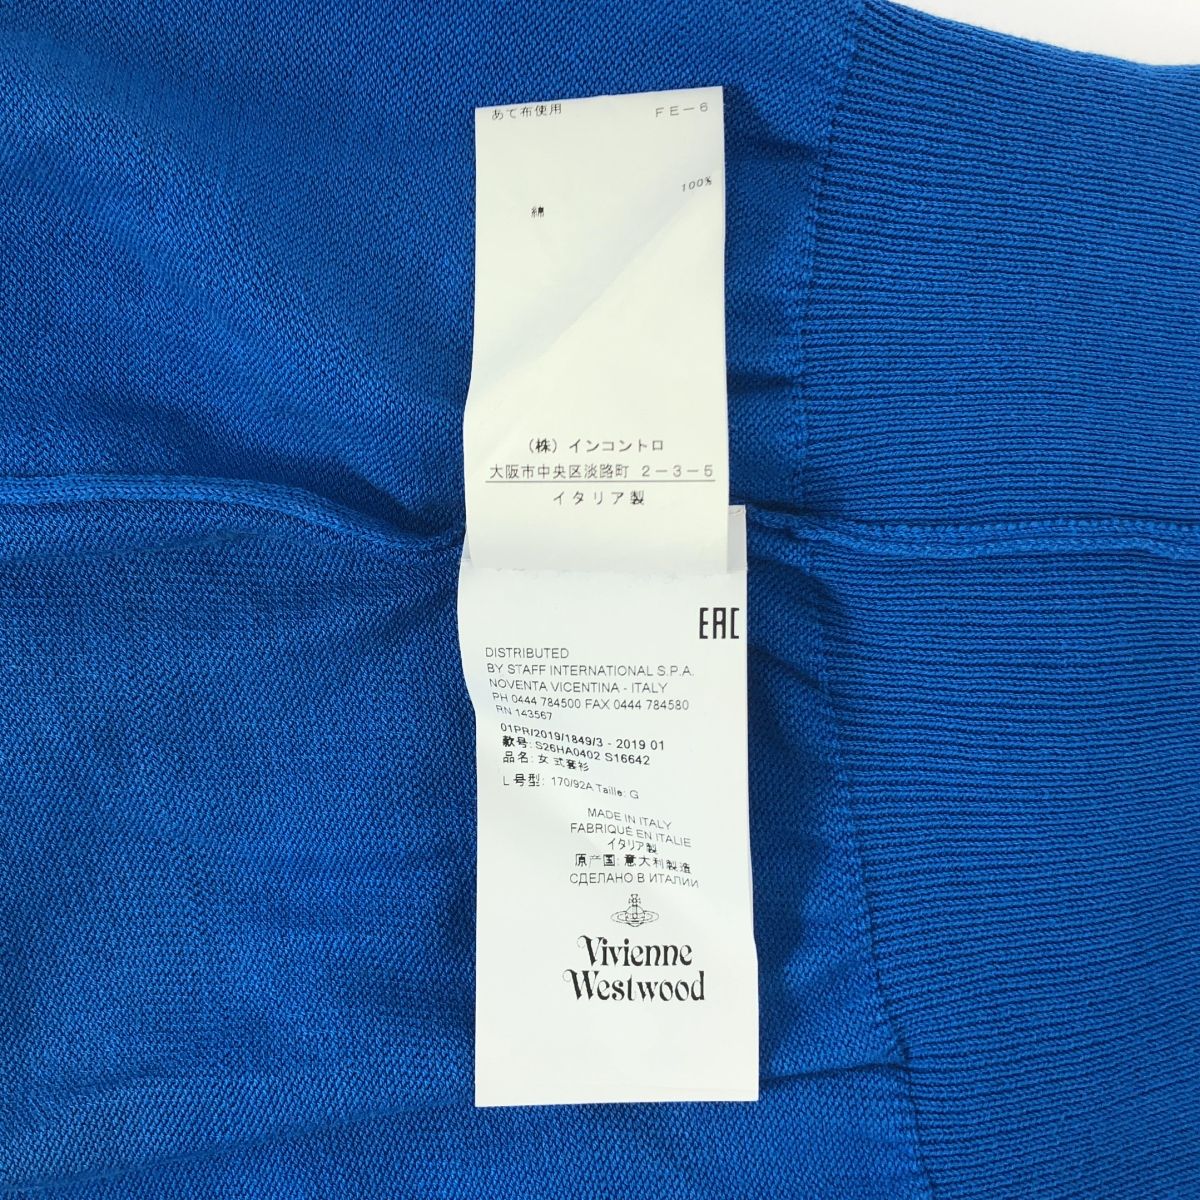 あて布使用 FE-6
綿 100%
(株)インコントロ
大阪市中央区淡路町 2-3-5
イタリア製
EAC
DISTRIBUTED
BY STAFF INTERNATIONAL S.P.A.
NOVENTA VICENTINA - ITALY
PH 0444 784500 FAX 0444 784580
RN 143567
01PR/2019/1849/3 - 2019 01
款号: S26HA0402 S16642
品名: 女 式套衫
L 号型: 170/92A Taille: G
MADE IN ITALY
FABRIQUÉ EN ITALIE
イタリア製
原产国: 意大利製造
СДЕЛАНО В ИТАЛИИ
Vivienne
Westwood